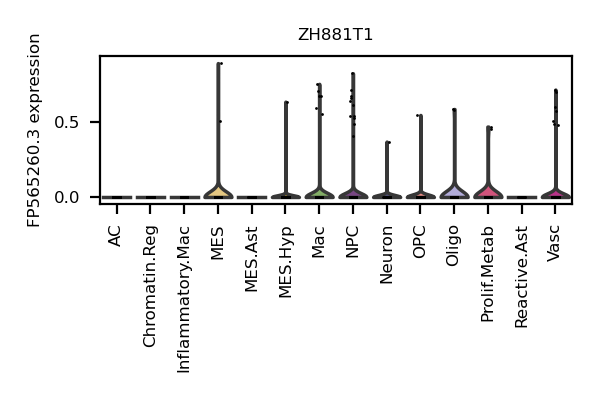 ZH881T1
FP565260.3 expression
0.5
0.0
AC
Chromatin.Reg
Inflammatory.Mac
MES
MES.Ast
MES.Hyp
Mac
NPC
Neuron
OPC
Oligo
Prolif.Metab
Reactive.Ast
Vasc